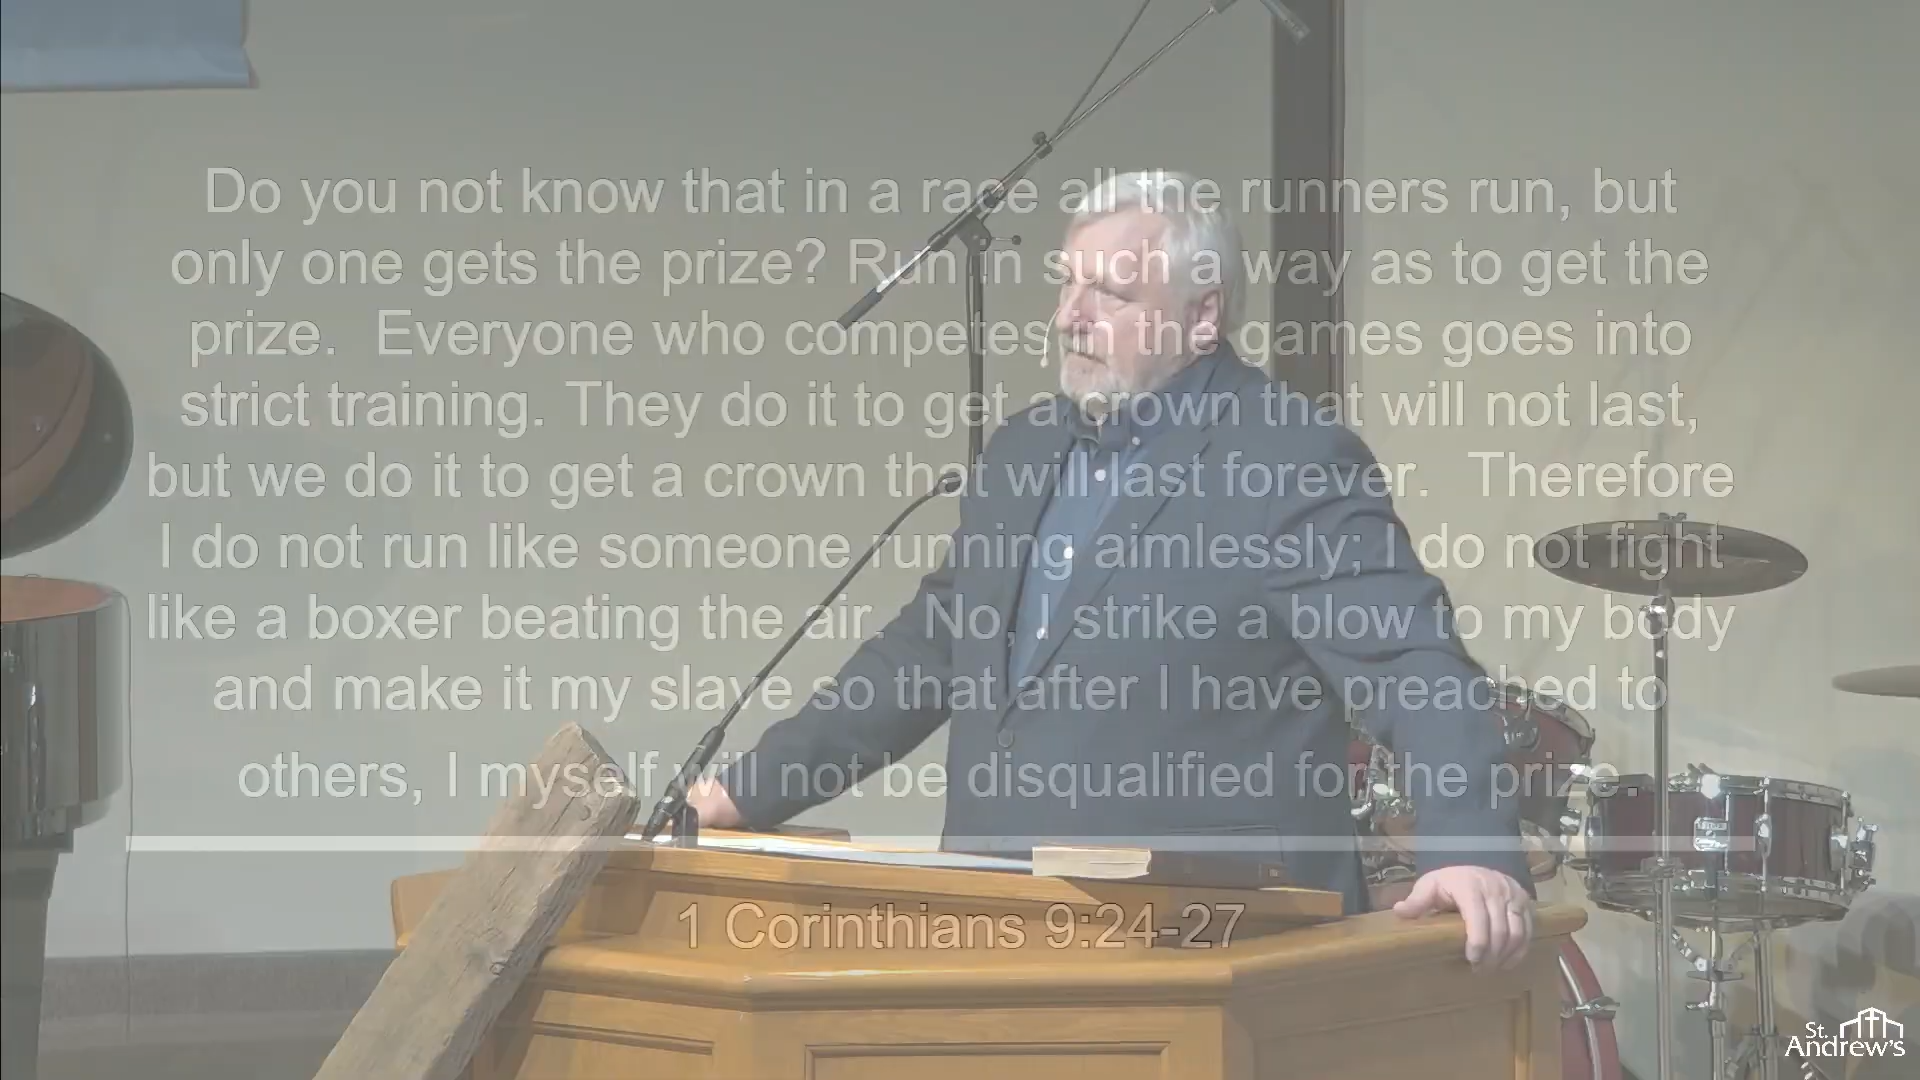 Do you not know that in a race all the runners run, but
only one gets the prize? Run in such a way as to get the
prize.  Everyone who competes in the games goes into
strict training. They do it to get a crown that will not last,
but we do it to get a crown that will last forever.  Therefore
I do not run like someone running aimlessly; I do not fight
like a boxer beating the air.  No, I strike a blow to my body
and make it my slave so that after I have preached to
others, I myself will not be disqualified for the prize.
1 Corinthians 9:24-27
St.
Andrew's